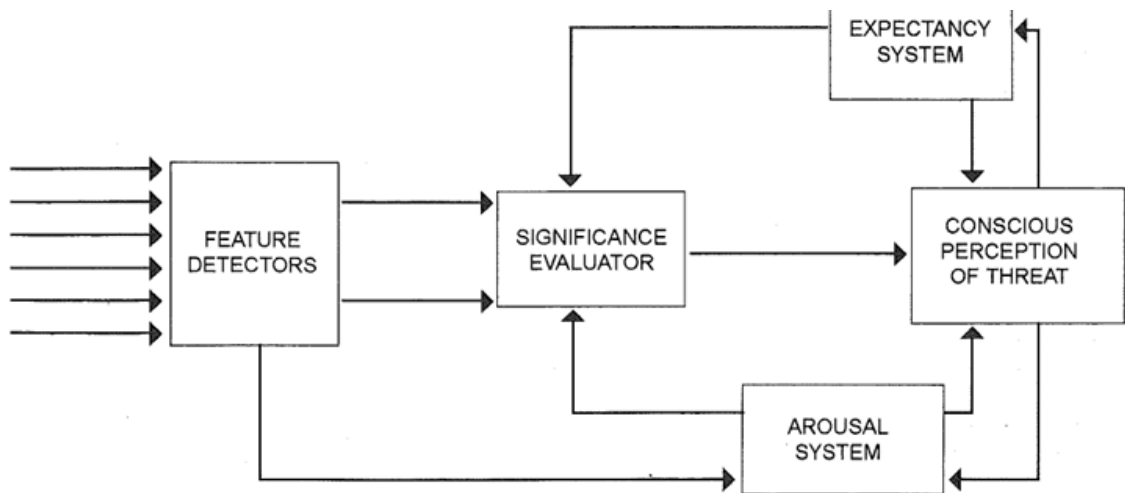 EXPECTANCY
SYSTEM
FEATURE
DETECTORS
SIGNIFICANCE
EVALUATOR
CONSCIOUS
PERCEPTION
OF THREAT
AROUSAL
SYSTEM